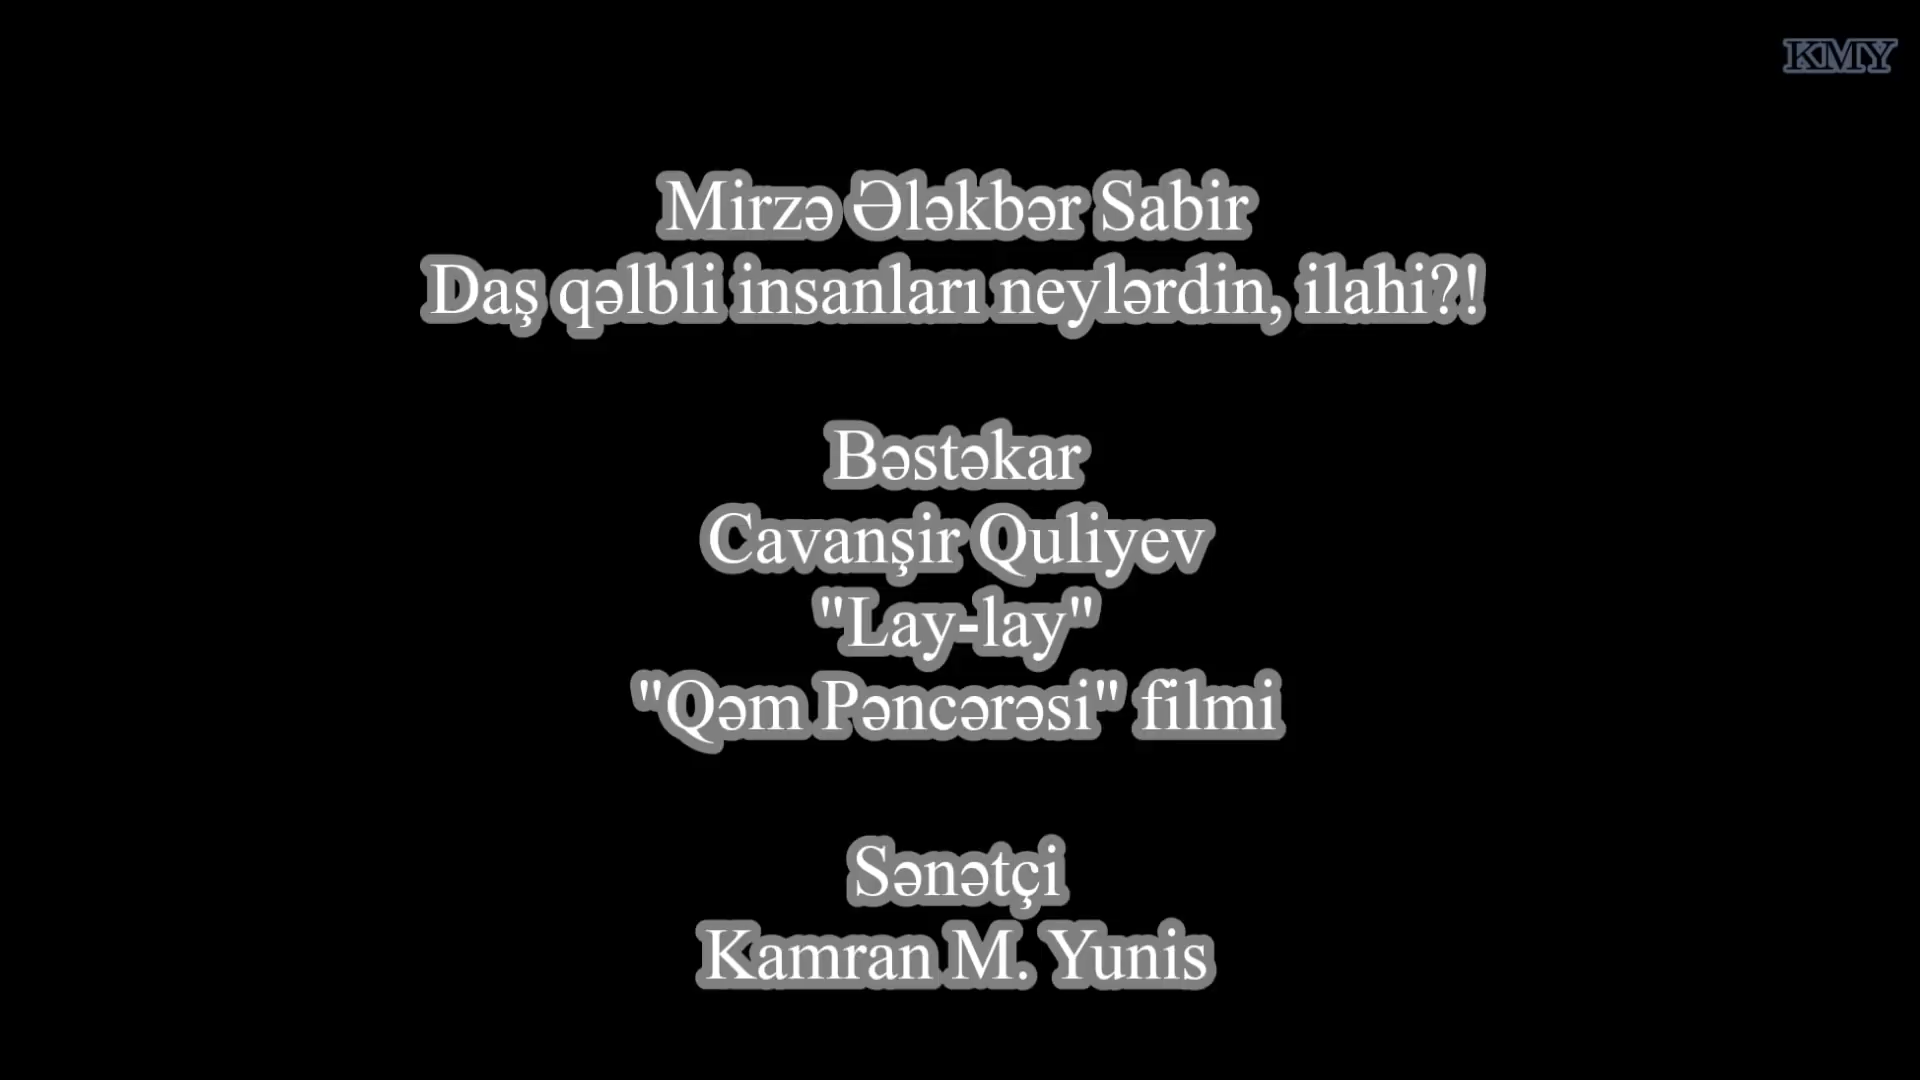 KMY
Mirzə Ələkbər Sabir
Daş qəlbli insanları neylərdin, ilahi?!
Bəstəkar
Cavanşir Quliyev
"Lay-lay"
"Qəm Pəncərəsi" filmi
Sənətçi
Kamran M. Yunis